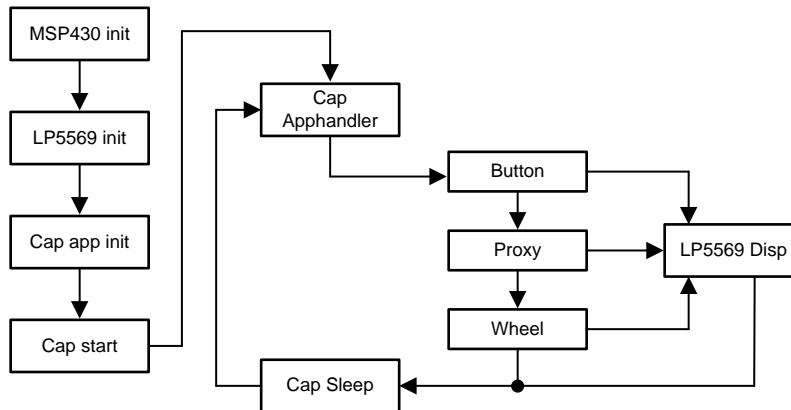 MSP430 init
LP5569 init
Cap app init
Cap start
Cap
Apphandler
Button
Proxy
Wheel
LP5569 Disp
Cap Sleep